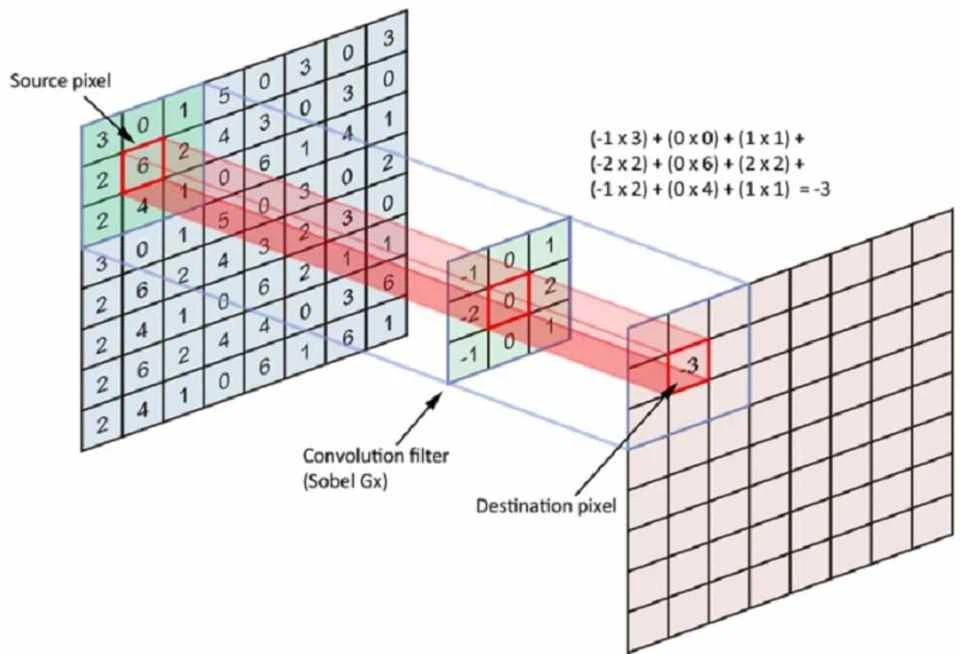 Source pixel
3 0 1 5 0 3 0 3
2 6 2 4 3 0 3 0
2 4 1 0 6 1 4 1
3 0 1 5 0 3 0 2
2 6 2 4 3 2 3 0
2 4 1 0 6 2 1 1
2 6 2 4 4 0 3 6
2 4 1 0 6 1 6 1
(-1 x 3) + (0 x 0) + (1 x 1) +
(-2 x 2) + (0 x 6) + (2 x 2) +
(-1 x 2) + (0 x 4) + (1 x 1) = -3
-1 0 1
-2 0 2
-1 0 1
-3
Convolution filter
(Sobel Gx)
Destination pixel